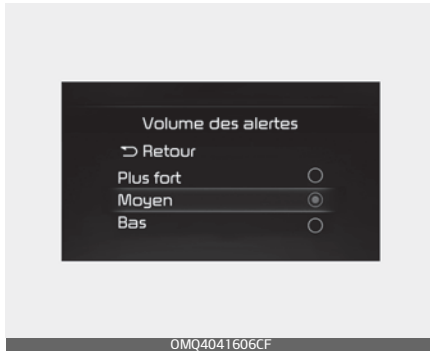 Volume des alertes
Retour
Plus fort
Moyen
Bas
OMQ4041606CF